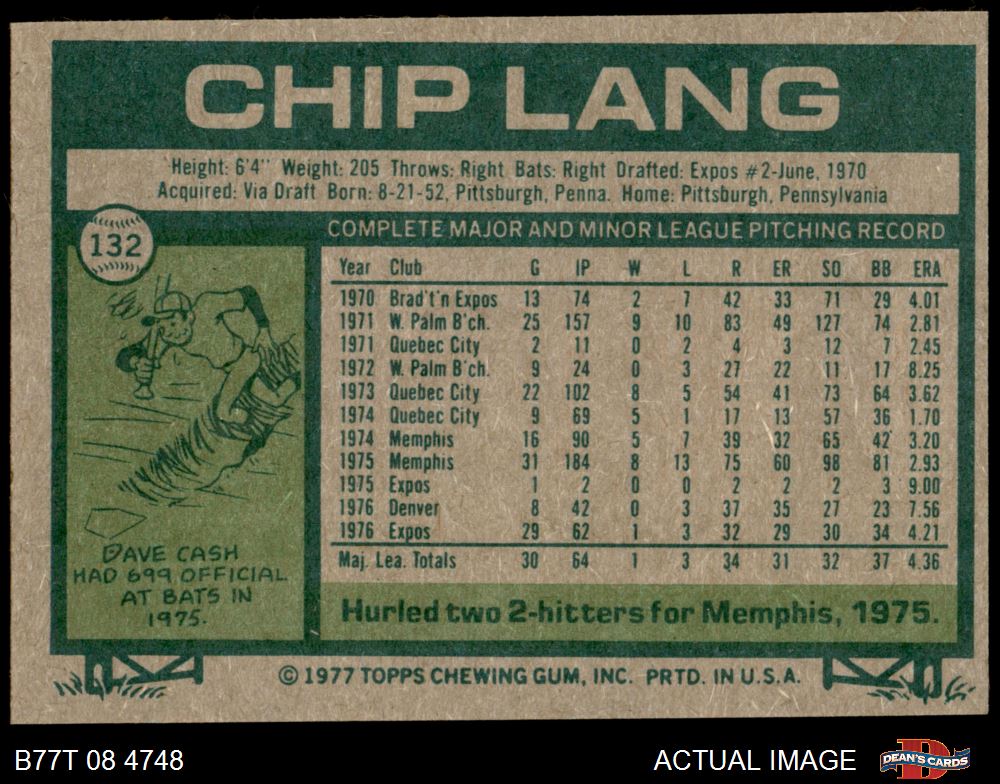 CHIP LANG
Height: 6'4" Weight: 205 Throws: Right Bats: Right Drafted: Expos #2-June, 1970
Acquired: Via Draft Born: 8-21-52, Pittsburgh, Penna. Home: Pittsburgh, Pennsylvania
132
COMPLETE MAJOR AND MINOR LEAGUE PITCHING RECORD
Year Club G IP W L R ER SO BB ERA
1970 Brad't'n Expos 13 74 2 7 42 33 71 29 4.01
1971 W. Palm B'ch. 25 157 9 10 83 49 127 74 2.81
1971 Quebec City 2 11 0 2 4 3 12 7 2.45
1972 W. Palm B'ch. 9 24 0 3 27 22 11 17 8.25
1973 Quebec City 22 102 8 5 54 41 73 64 3.62
1974 Quebec City 9 69 5 1 17 13 57 36 1.70
1974 Memphis 16 90 5 7 39 32 65 42 3.20
1975 Memphis 31 184 8 13 75 60 98 81 2.93
1975 Expos 1 2 0 0 2 2 2 3 9.00
1976 Denver 8 42 0 3 37 35 27 23 7.56
1976 Expos 29 62 1 3 32 29 30 34 4.21
Maj. Lea. Totals 30 64 1 3 34 31 32 37 4.36
DAVE CASH
HAD 699 OFFICIAL
AT BATS IN
1975.
Hurled two 2-hitters for Memphis, 1975.
© 1977 TOPPS CHEWING GUM, INC. PRTD. IN U.S.A.
B77T 08 4748 ACTUAL IMAGE
D
DEAN'S CARDS